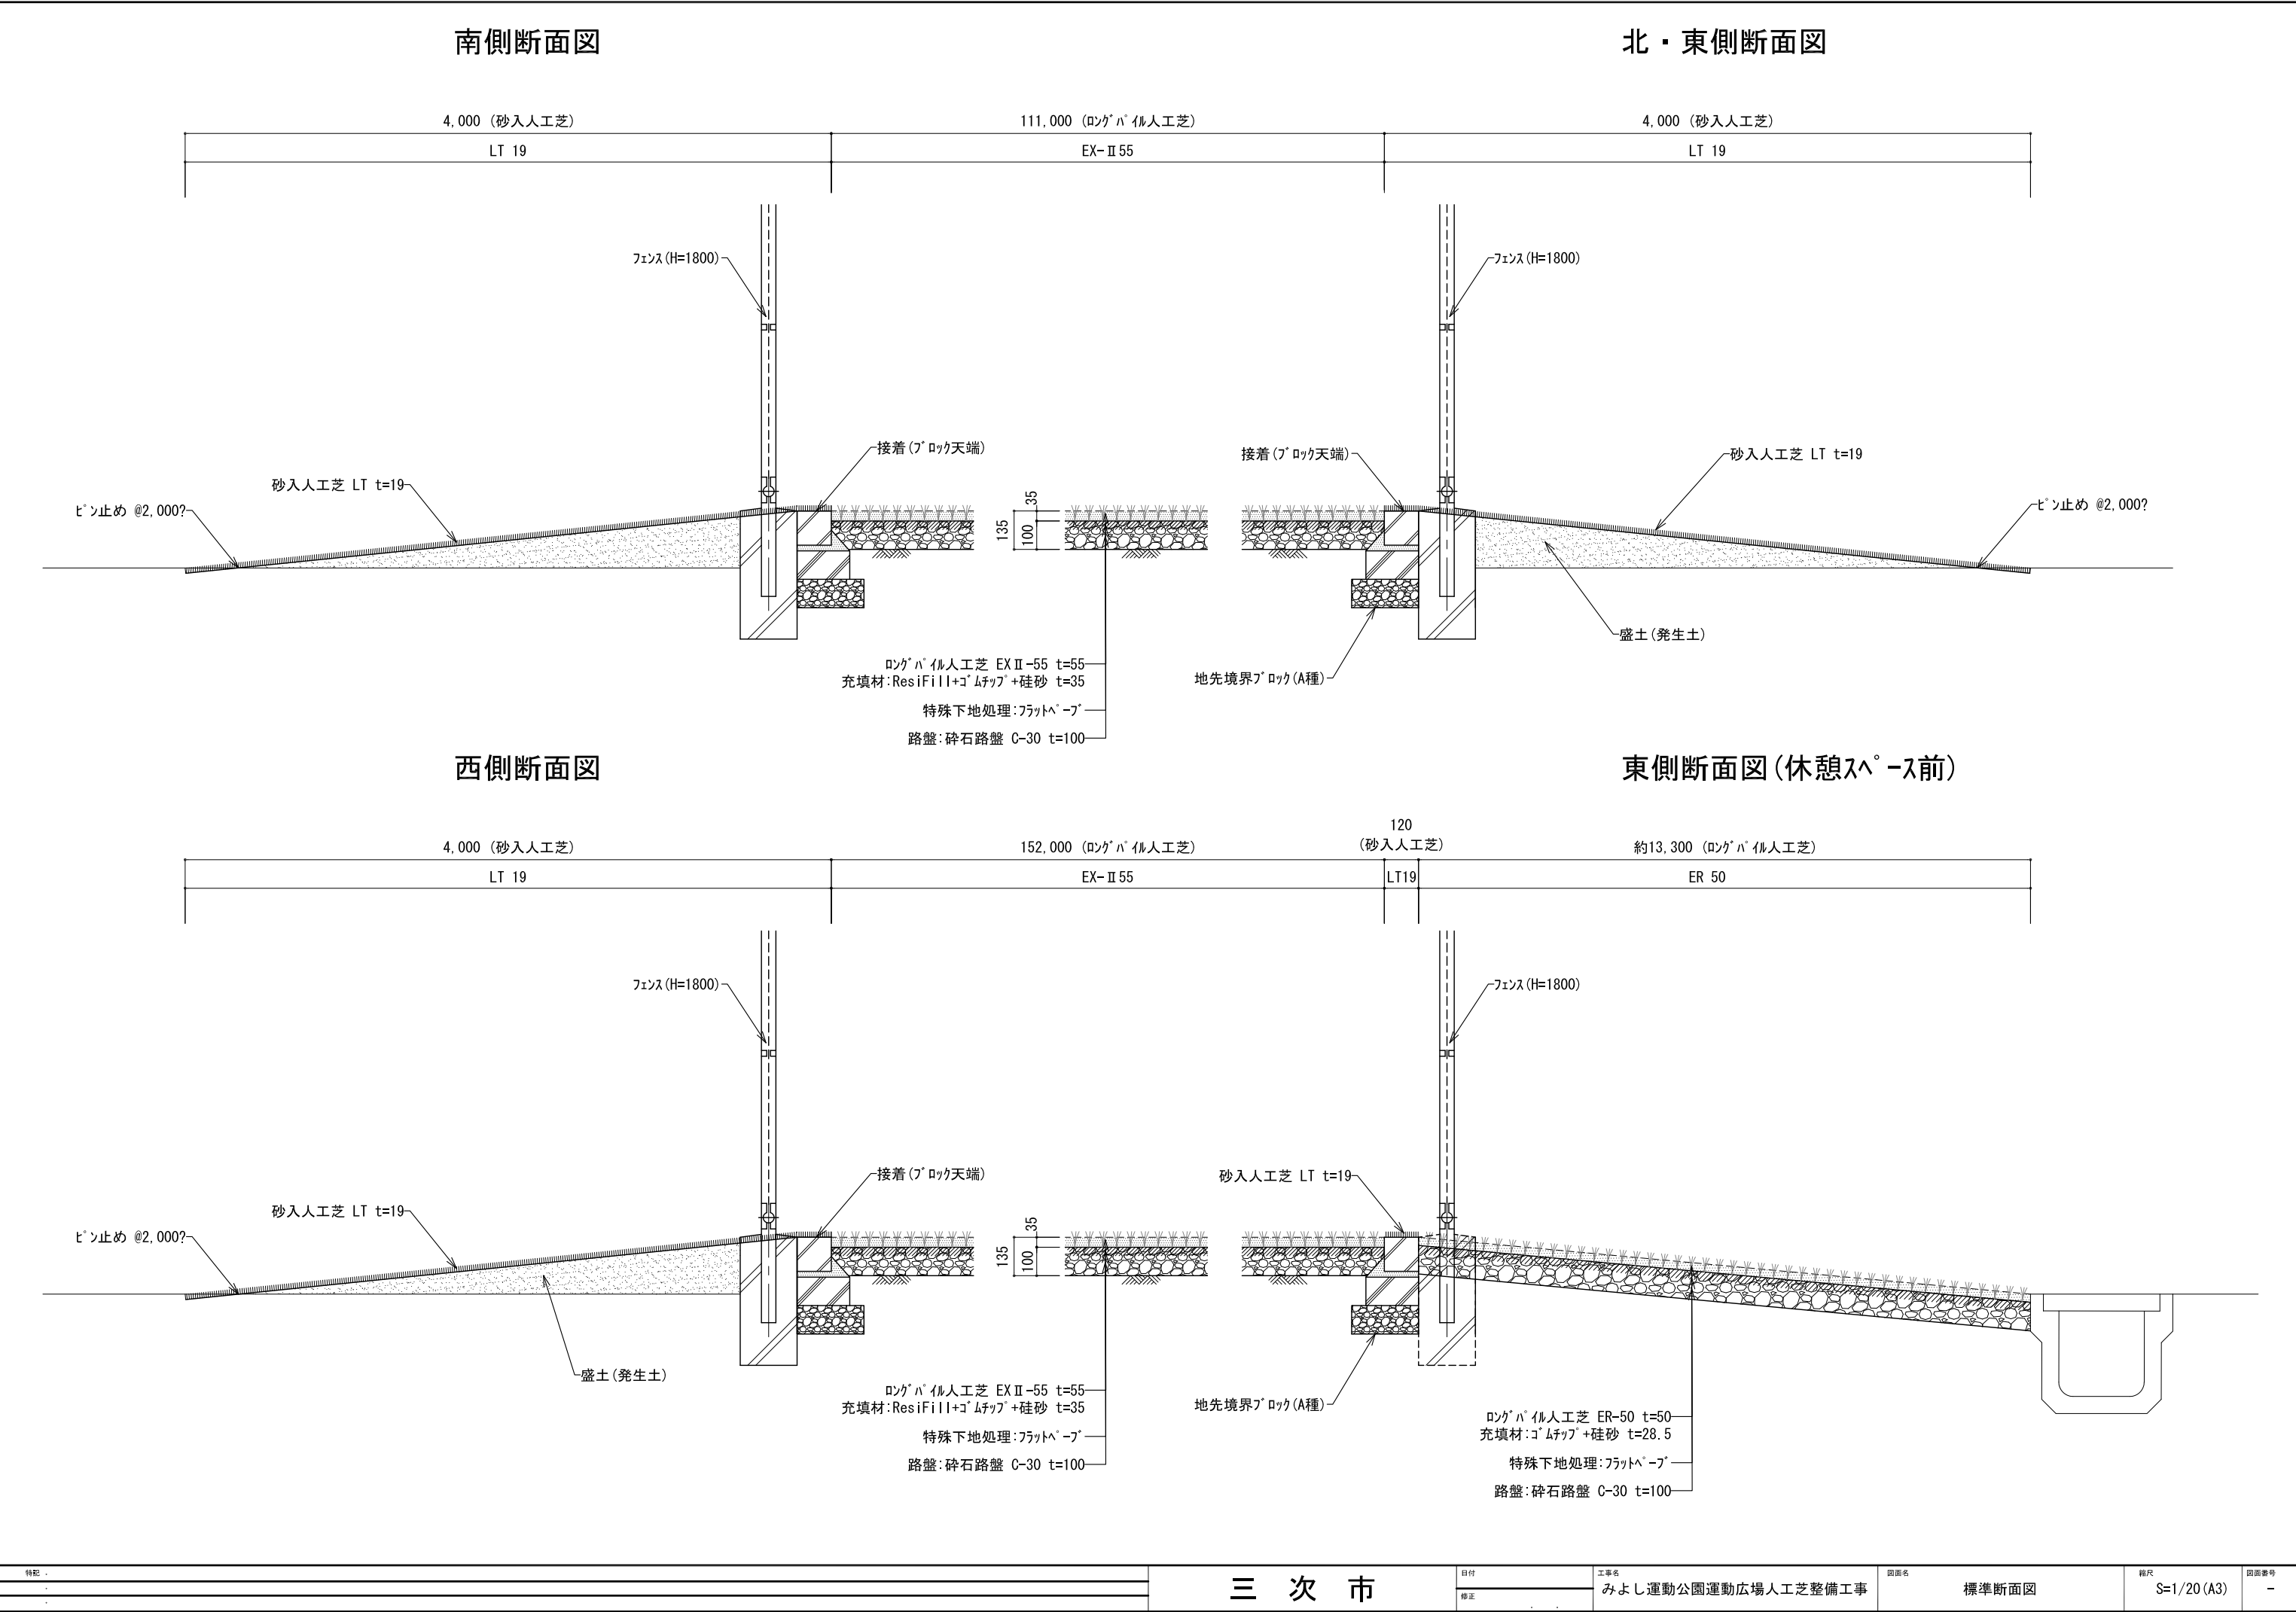 南側断面図
北・東側断面図
4,000 (砂入人工芝)
111,000 (ﾛﾝｸﾞﾊﾟｲﾙ人工芝)
4,000 (砂入人工芝)
LT 19
EX-Ⅱ55
LT 19
ﾌｪﾝｽ(H=1800)
ﾌｪﾝｽ(H=1800)
接着(ﾌﾞﾛｯｸ天端)
接着(ﾌﾞﾛｯｸ天端)
砂入人工芝 LT t=19
砂入人工芝 LT t=19
ﾋﾟﾝ止め @2,000?
ﾋﾟﾝ止め @2,000?
35
135
100
盛土(発生土)
ﾛﾝｸﾞﾊﾟｲﾙ人工芝 EXⅡ-55 t=55
充填材:ResiFill+ｺﾞﾑﾁｯﾌﾟ+硅砂 t=35
地先境界ﾌﾞﾛｯｸ(A種)
特殊下地処理:ﾌﾗｯﾄﾍﾟｰﾌﾞ
路盤:砕石路盤 C-30 t=100
西側断面図
東側断面図(休憩ｽﾍﾟｰｽ前)
120
(砂入人工芝)
4,000 (砂入人工芝)
152,000 (ﾛﾝｸﾞﾊﾟｲﾙ人工芝)
約13,300 (ﾛﾝｸﾞﾊﾟｲﾙ人工芝)
LT 19
EX-Ⅱ55
LT19
ER 50
ﾌｪﾝｽ(H=1800)
ﾌｪﾝｽ(H=1800)
接着(ﾌﾞﾛｯｸ天端)
砂入人工芝 LT t=19
砂入人工芝 LT t=19
ﾋﾟﾝ止め @2,000?
35
135
100
盛土(発生土)
ﾛﾝｸﾞﾊﾟｲﾙ人工芝 EXⅡ-55 t=55
充填材:ResiFill+ｺﾞﾑﾁｯﾌﾟ+硅砂 t=35
地先境界ﾌﾞﾛｯｸ(A種)
特殊下地処理:ﾌﾗｯﾄﾍﾟｰﾌﾞ
路盤:砕石路盤 C-30 t=100
ﾛﾝｸﾞﾊﾟｲﾙ人工芝 ER-50 t=50
充填材:ｺﾞﾑﾁｯﾌﾟ+硅砂 t=28.5
特殊下地処理:ﾌﾗｯﾄﾍﾟｰﾌﾞ
路盤:砕石路盤 C-30 t=100
特記
三 次 市
日付
修正
工事名
みよし運動公園運動広場人工芝整備工事
図面名
標準断面図
縮尺
S=1/20(A3)
図面番号
-